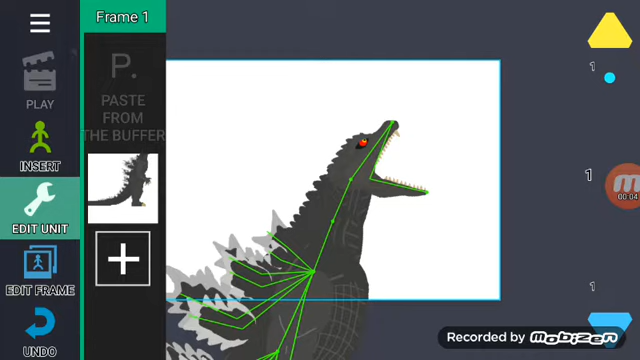 Frame 1
P.
PASTE
FROM
THE BUFFER
PLAY
INSERT
EDIT UNIT
EDIT FRAME
UNDO
1
1
1
00:04
Recorded by mobizen